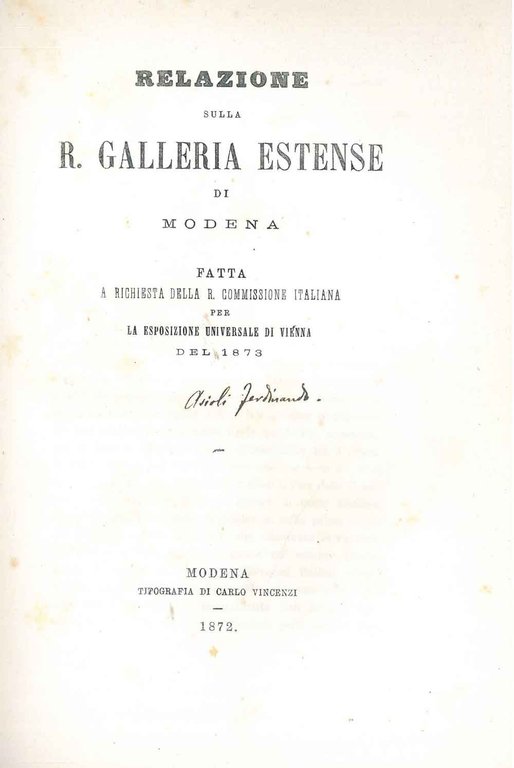 RELAZIONE
SULLA
R. GALLERIA ESTENSE
DI
MODENA
FATTA
A RICHIESTA DELLA R. COMMISSIONE ITALIANA
PER
LA ESPOSIZIONE UNIVERSALE DI VIENNA
DEL 1873
Asioli Ferdinando.
—
MODENA
TIPOGRAFIA DI CARLO VINCENZI
—
1872.